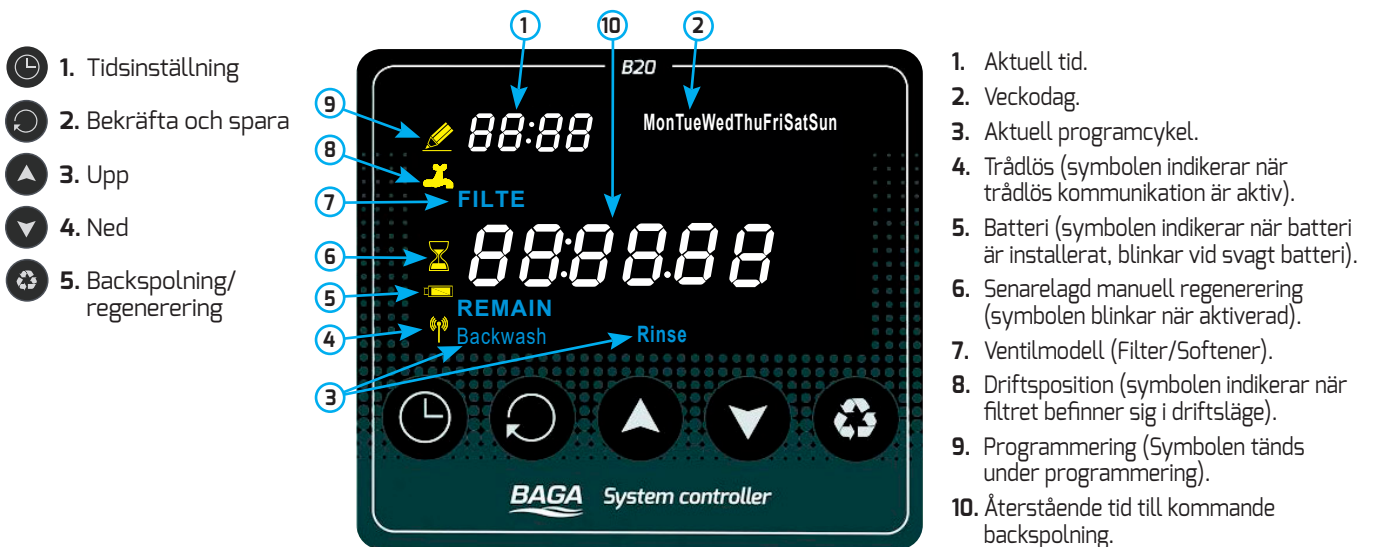 1. Tidsinställning
2. Bekräfta och spara
3. Upp
4. Ned
5. Backspolning/
regenerering
1
10
2
B20
9
88:88
MonTueWedThuFriSatSun
8
7
FILTE
6
88:88.88
5
REMAIN
4
Backwash
Rinse
3
BAGA System controller
1. Aktuell tid.
2. Veckodag.
3. Aktuell programcykel.
4. Trådlös (symbolen indikerar när
trådlös kommunikation är aktiv).
5. Batteri (symbolen indikerar när batteri
är installerat, blinkar vid svagt batteri).
6. Senarelagd manuell regenerering
(symbolen blinkar när aktiverad).
7. Ventilmodell (Filter/Softener).
8. Driftsposition (symbolen indikerar när
filtret befinner sig i driftsläge).
9. Programmering (Symbolen tänds
under programmering).
10. Återstående tid till kommande
backspolning.